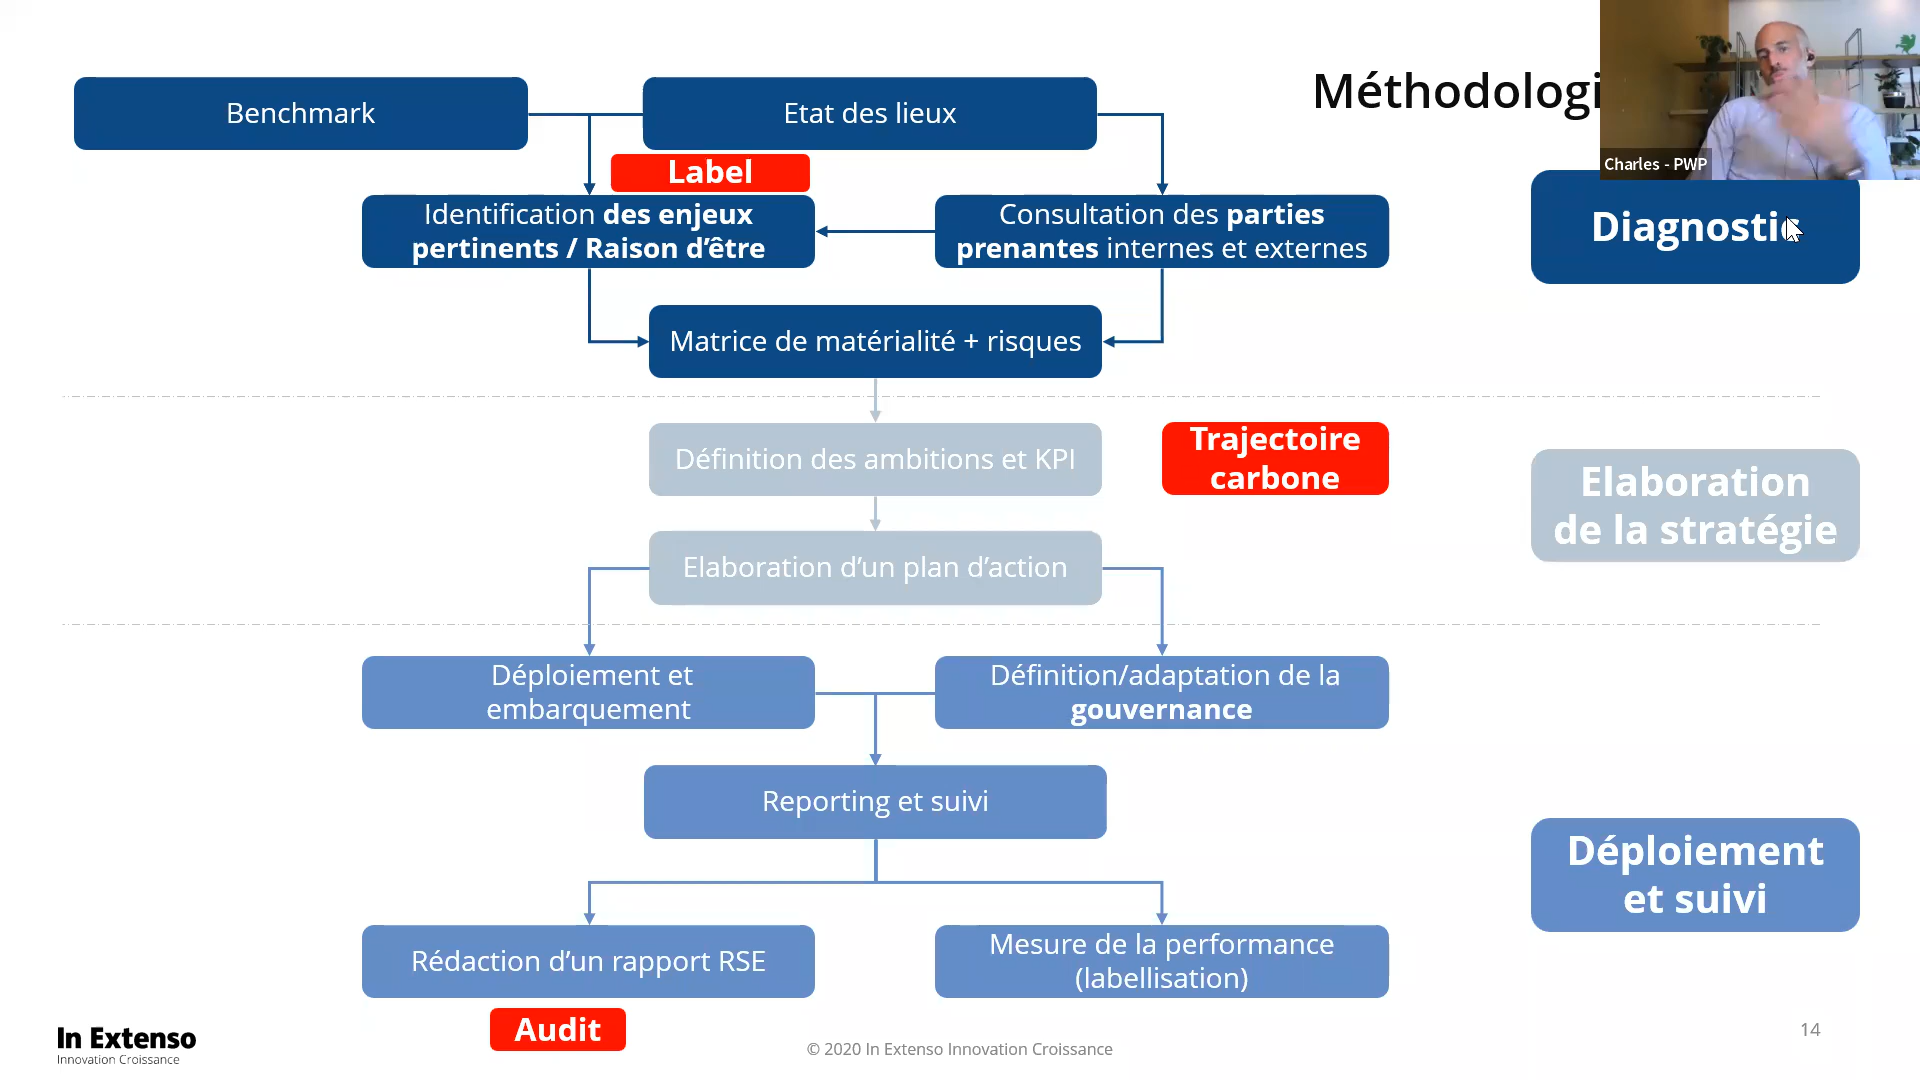 Méthodologi
Charles - PWP
Benchmark
Etat des lieux
Label
Identification des enjeux
pertinents / Raison d’être
Consultation des parties
prenantes internes et externes
Diagnostic
Matrice de matérialité + risques
Définition des ambitions et KPI
Trajectoire
carbone
Elaboration
de la stratégie
Elaboration d’un plan d’action
Déploiement et
embarquement
Définition/adaptation de la
gouvernance
Reporting et suivi
Déploiement
et suivi
Rédaction d’un rapport RSE
Mesure de la performance
(labellisation)
Audit
In Extenso
Innovation Croissance
© 2020 In Extenso Innovation Croissance
14